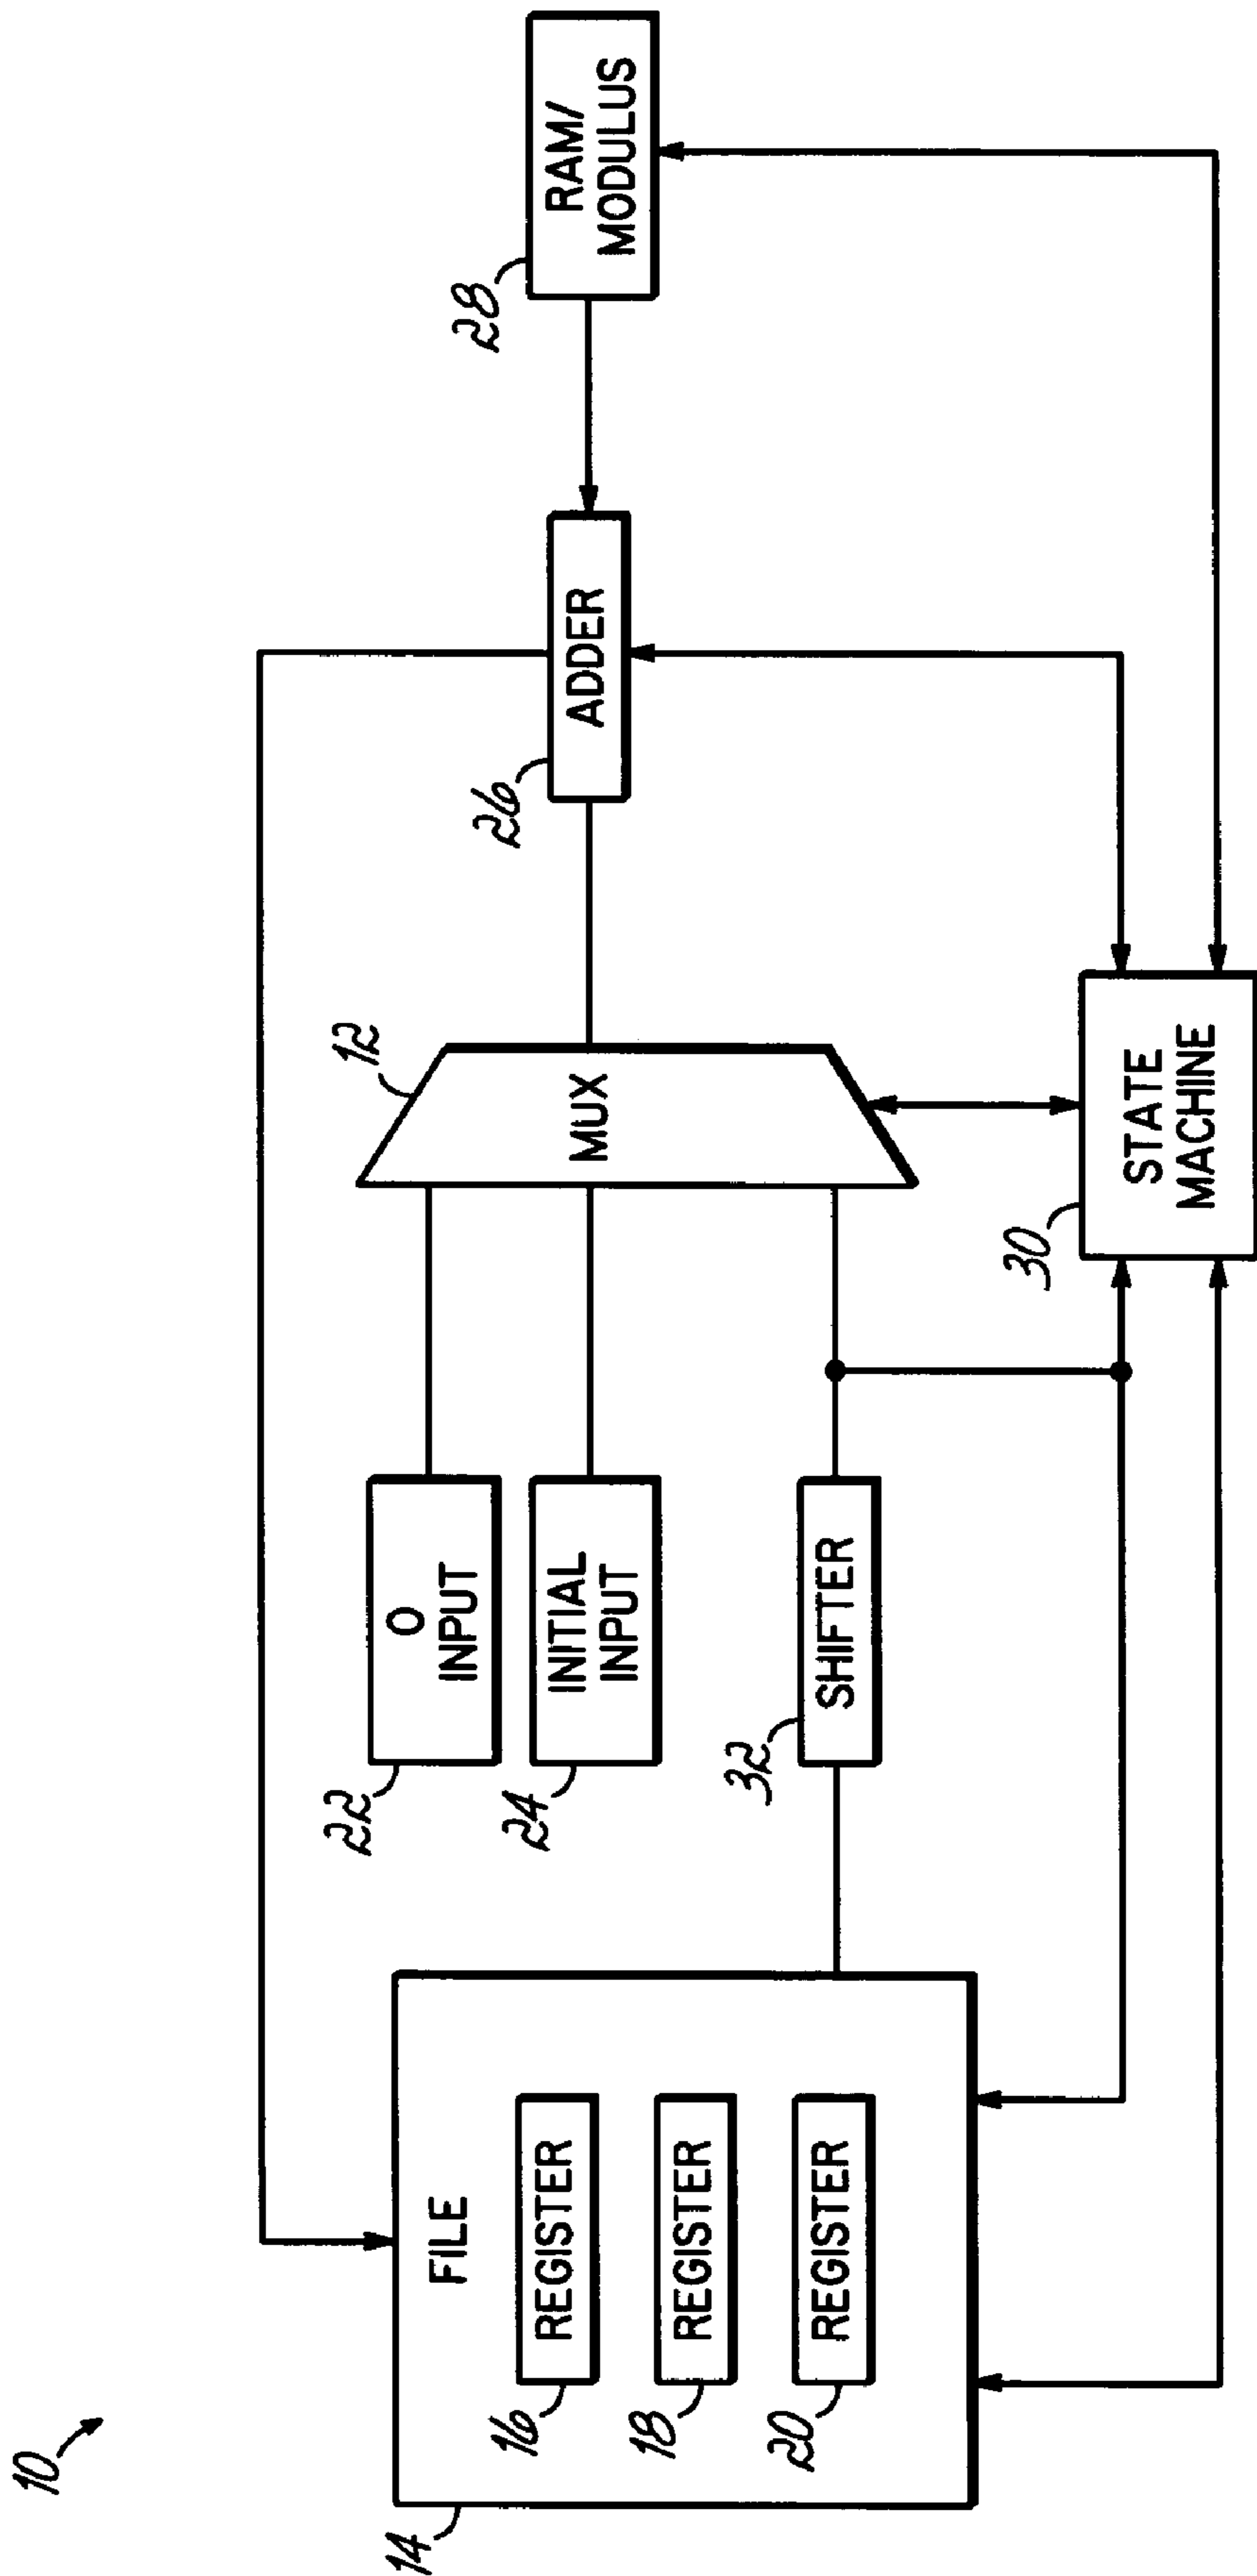 10
14
FILE
16
REGISTER
18
REGISTER
20
REGISTER
22
0
INPUT
24
INITIAL
INPUT
32
SHIFTER
12
MUX
30
STATE
MACHINE
26
ADDER
28
RAM/
MODULUS